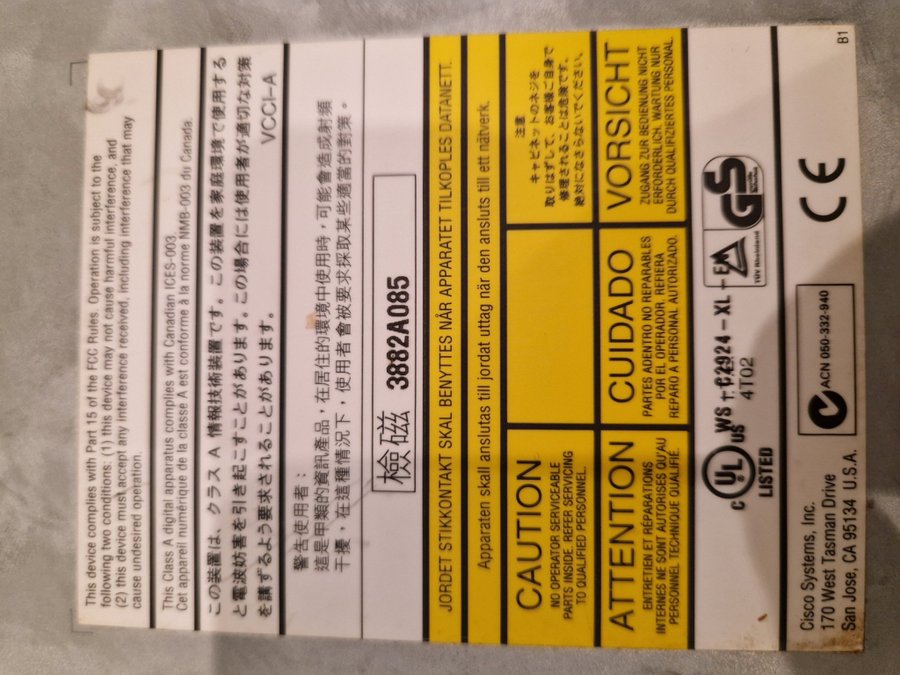 This device complies with Part 15 of the FCC Rules. Operation is subject to the
following two conditions: (1) this device may not cause harmful interference, and
(2) this device must accept any interference received, including interference that may
cause undesired operation.
This Class A digital apparatus complies with Canadian ICES-003.
Cet appareil numérique de la classe A est conforme à la norme NMB-003 du Canada.
この装置は、クラス A 情報技術装置です。この装置を家庭環境で使用する
と電波妨害を引き起こすことがあります。この場合には使用者が適切な対策
を講ずるよう要求されることがあります。 VCCI-A
警告使用者：
這是甲類的資訊產品，在居住的環境中使用時，可能會造成射頻
干擾，在這種情況下，使用者會被要求採取某些適當的對策。
檢磁 3882A085
JORDET STIKKONTAKT SKAL BENYTTES NÅR APPARATET TILKOPLES DATANETT.
Apparaten skall anslutas till jordat uttag när den ansluts till ett nätverk.
CAUTION
NO OPERATOR SERVICEABLE
PARTS INSIDE. REFER SERVICING
TO QUALIFIED PERSONNEL.
注意
キャビネットのネジを
取りはずして、お客様ご自身で
修理されることは危険です。
絶対になさらないでください。
ATTENTION
ENTRETIEN ET RÉPARATIONS
INTERNES NE SONT AUTORISÉS QU'AU
PERSONNEL TECHNIQUE QUALIFIÉ.
CUIDADO
PARTES ADENTRO NO REPARABLES
POR EL OPERADOR, REFIERA
REPARO A PERSONAL AUTORIZADO.
VORSICHT
ZUGANG ZUR BEDIENUNG NICHT
ERFORDERLICH. WARTUNG NUR
DURCH QUALIFIZIERTES PERSONAL.
C UL US
LISTED
WS-C2924-XL-EM
4T02
TÜV Rheinland
GS
Cisco Systems, Inc.
170 West Tasman Drive
San Jose, CA 95134 U.S.A.
ACN 050-332-940
CE
B1